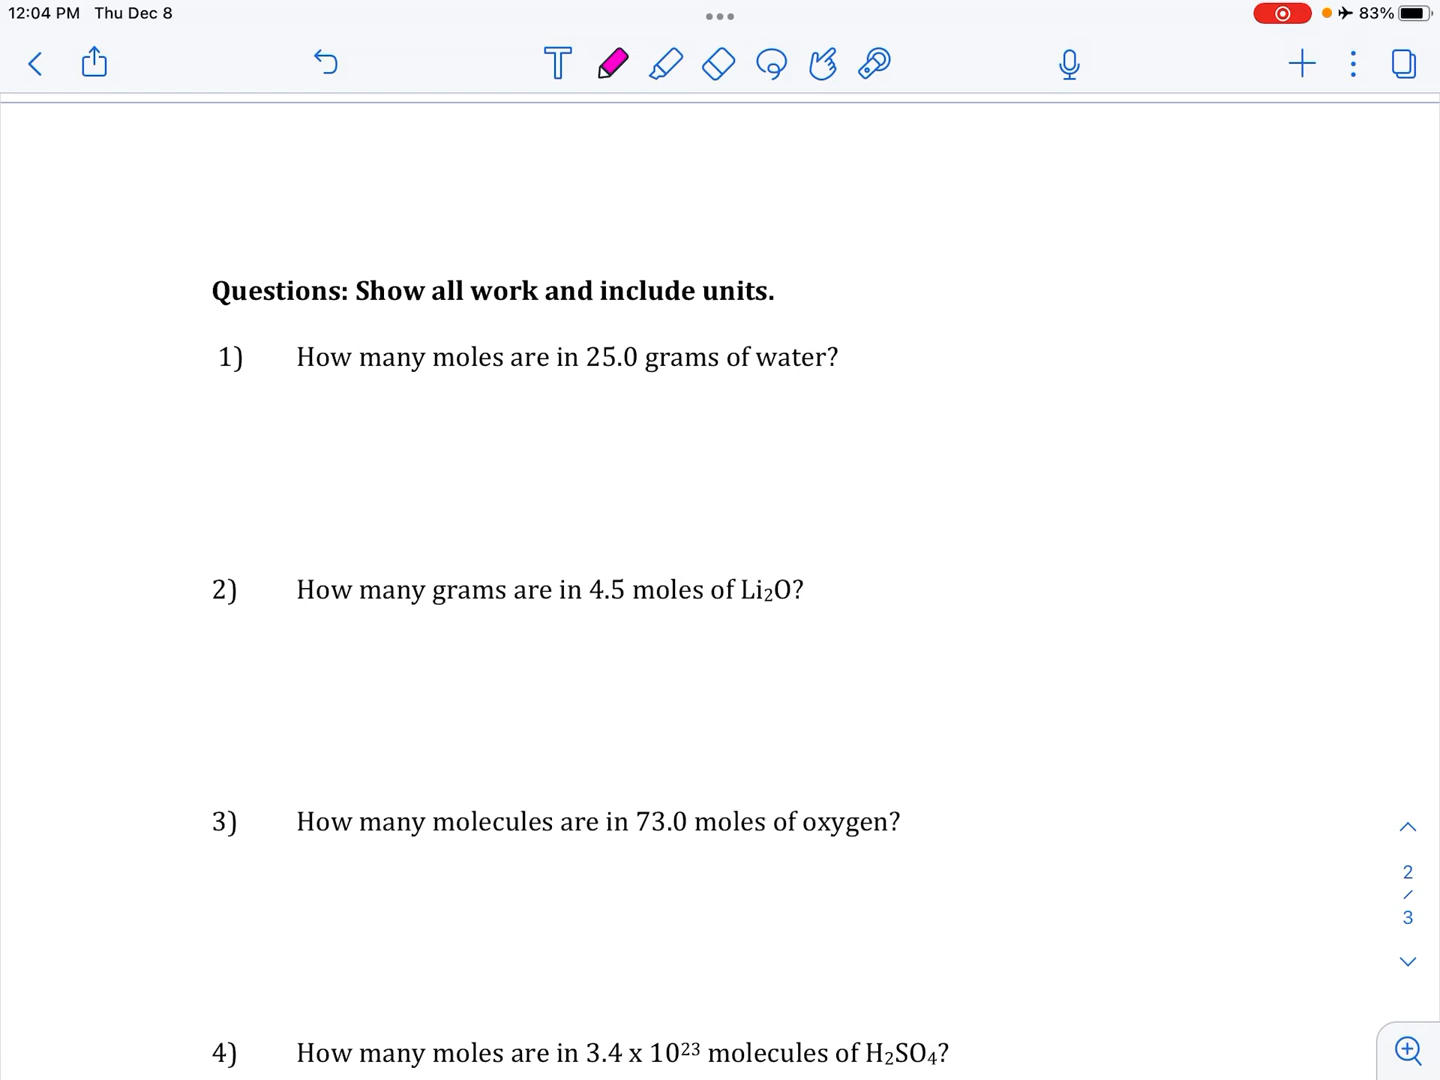 12:04 PM Thu Dec 8
83%
Questions: Show all work and include units.
1) How many moles are in 25.0 grams of water?
2) How many grams are in 4.5 moles of Li₂O?
3) How many molecules are in 73.0 moles of oxygen?
2
/
3
4) How many moles are in 3.4 x 10²³ molecules of H₂SO₄?